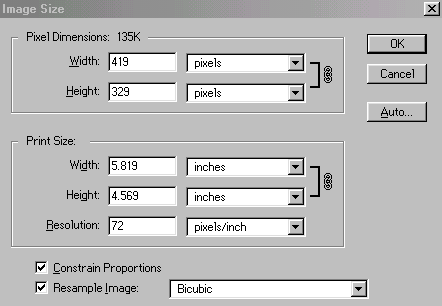 Image Size
Pixel Dimensions: 135K
Width: 419 pixels
Height: 329 pixels
OK
Cancel
Auto...
Print Size:
Width: 5.819 inches
Height: 4.569 inches
Resolution: 72 pixels/inch
Constrain Proportions
Resample Image: Bicubic